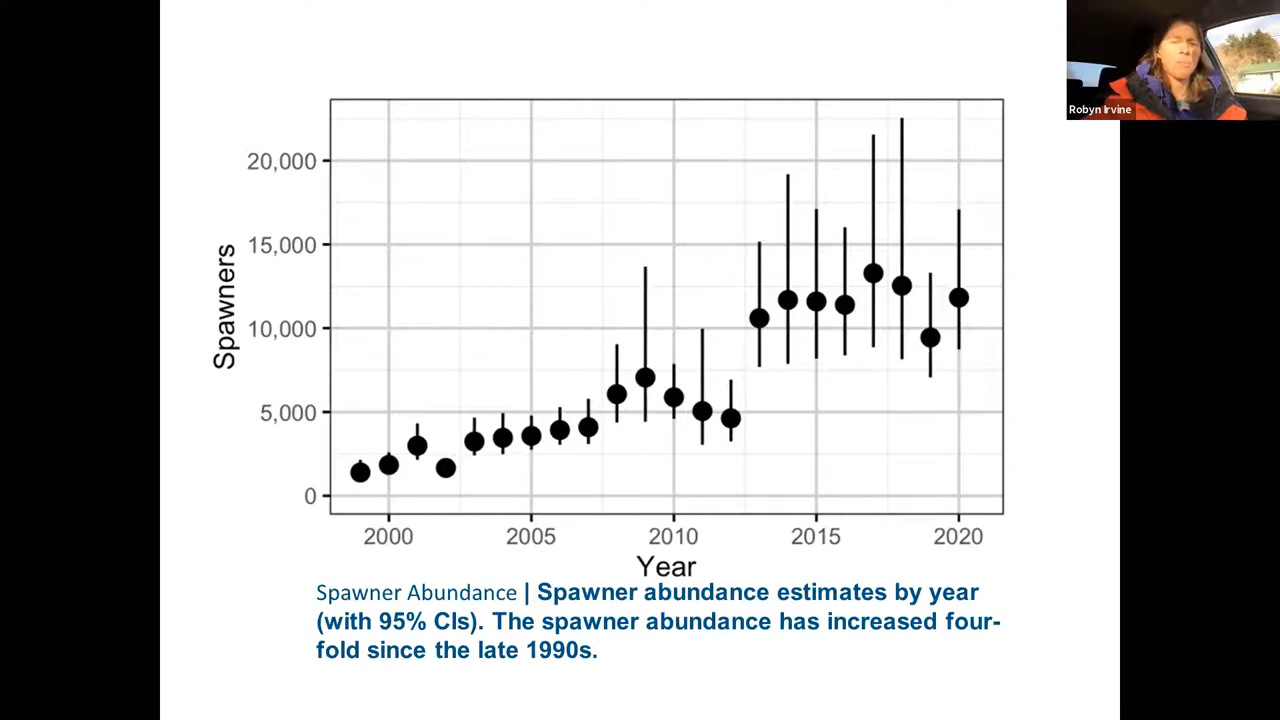 Robyn Irvine
20,000
15,000
10,000
5,000
0
Spawners
2000 2005 2010 2015 2020
Year
Spawner Abundance | Spawner abundance estimates by year
(with 95% CIs). The spawner abundance has increased four-
fold since the late 1990s.